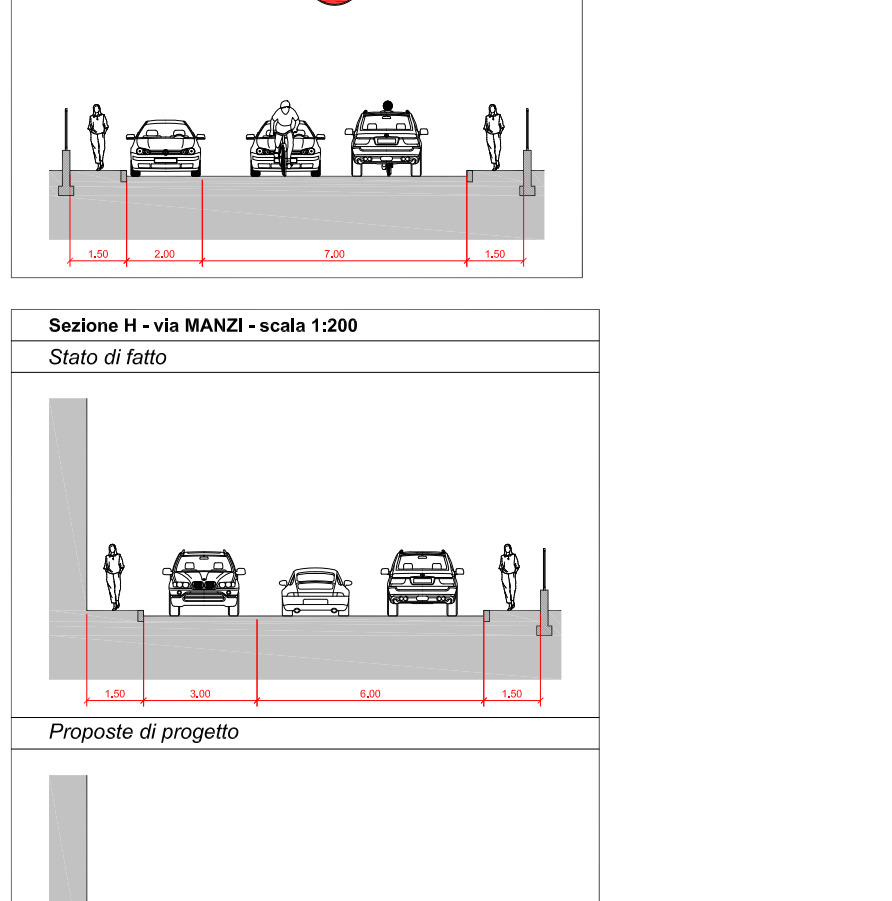 1.50 2.00 7.00 1.50
Sezione H - via MANZI - scala 1:200
Stato di fatto
1.50 3.00 6.00 1.50
Proposte di progetto